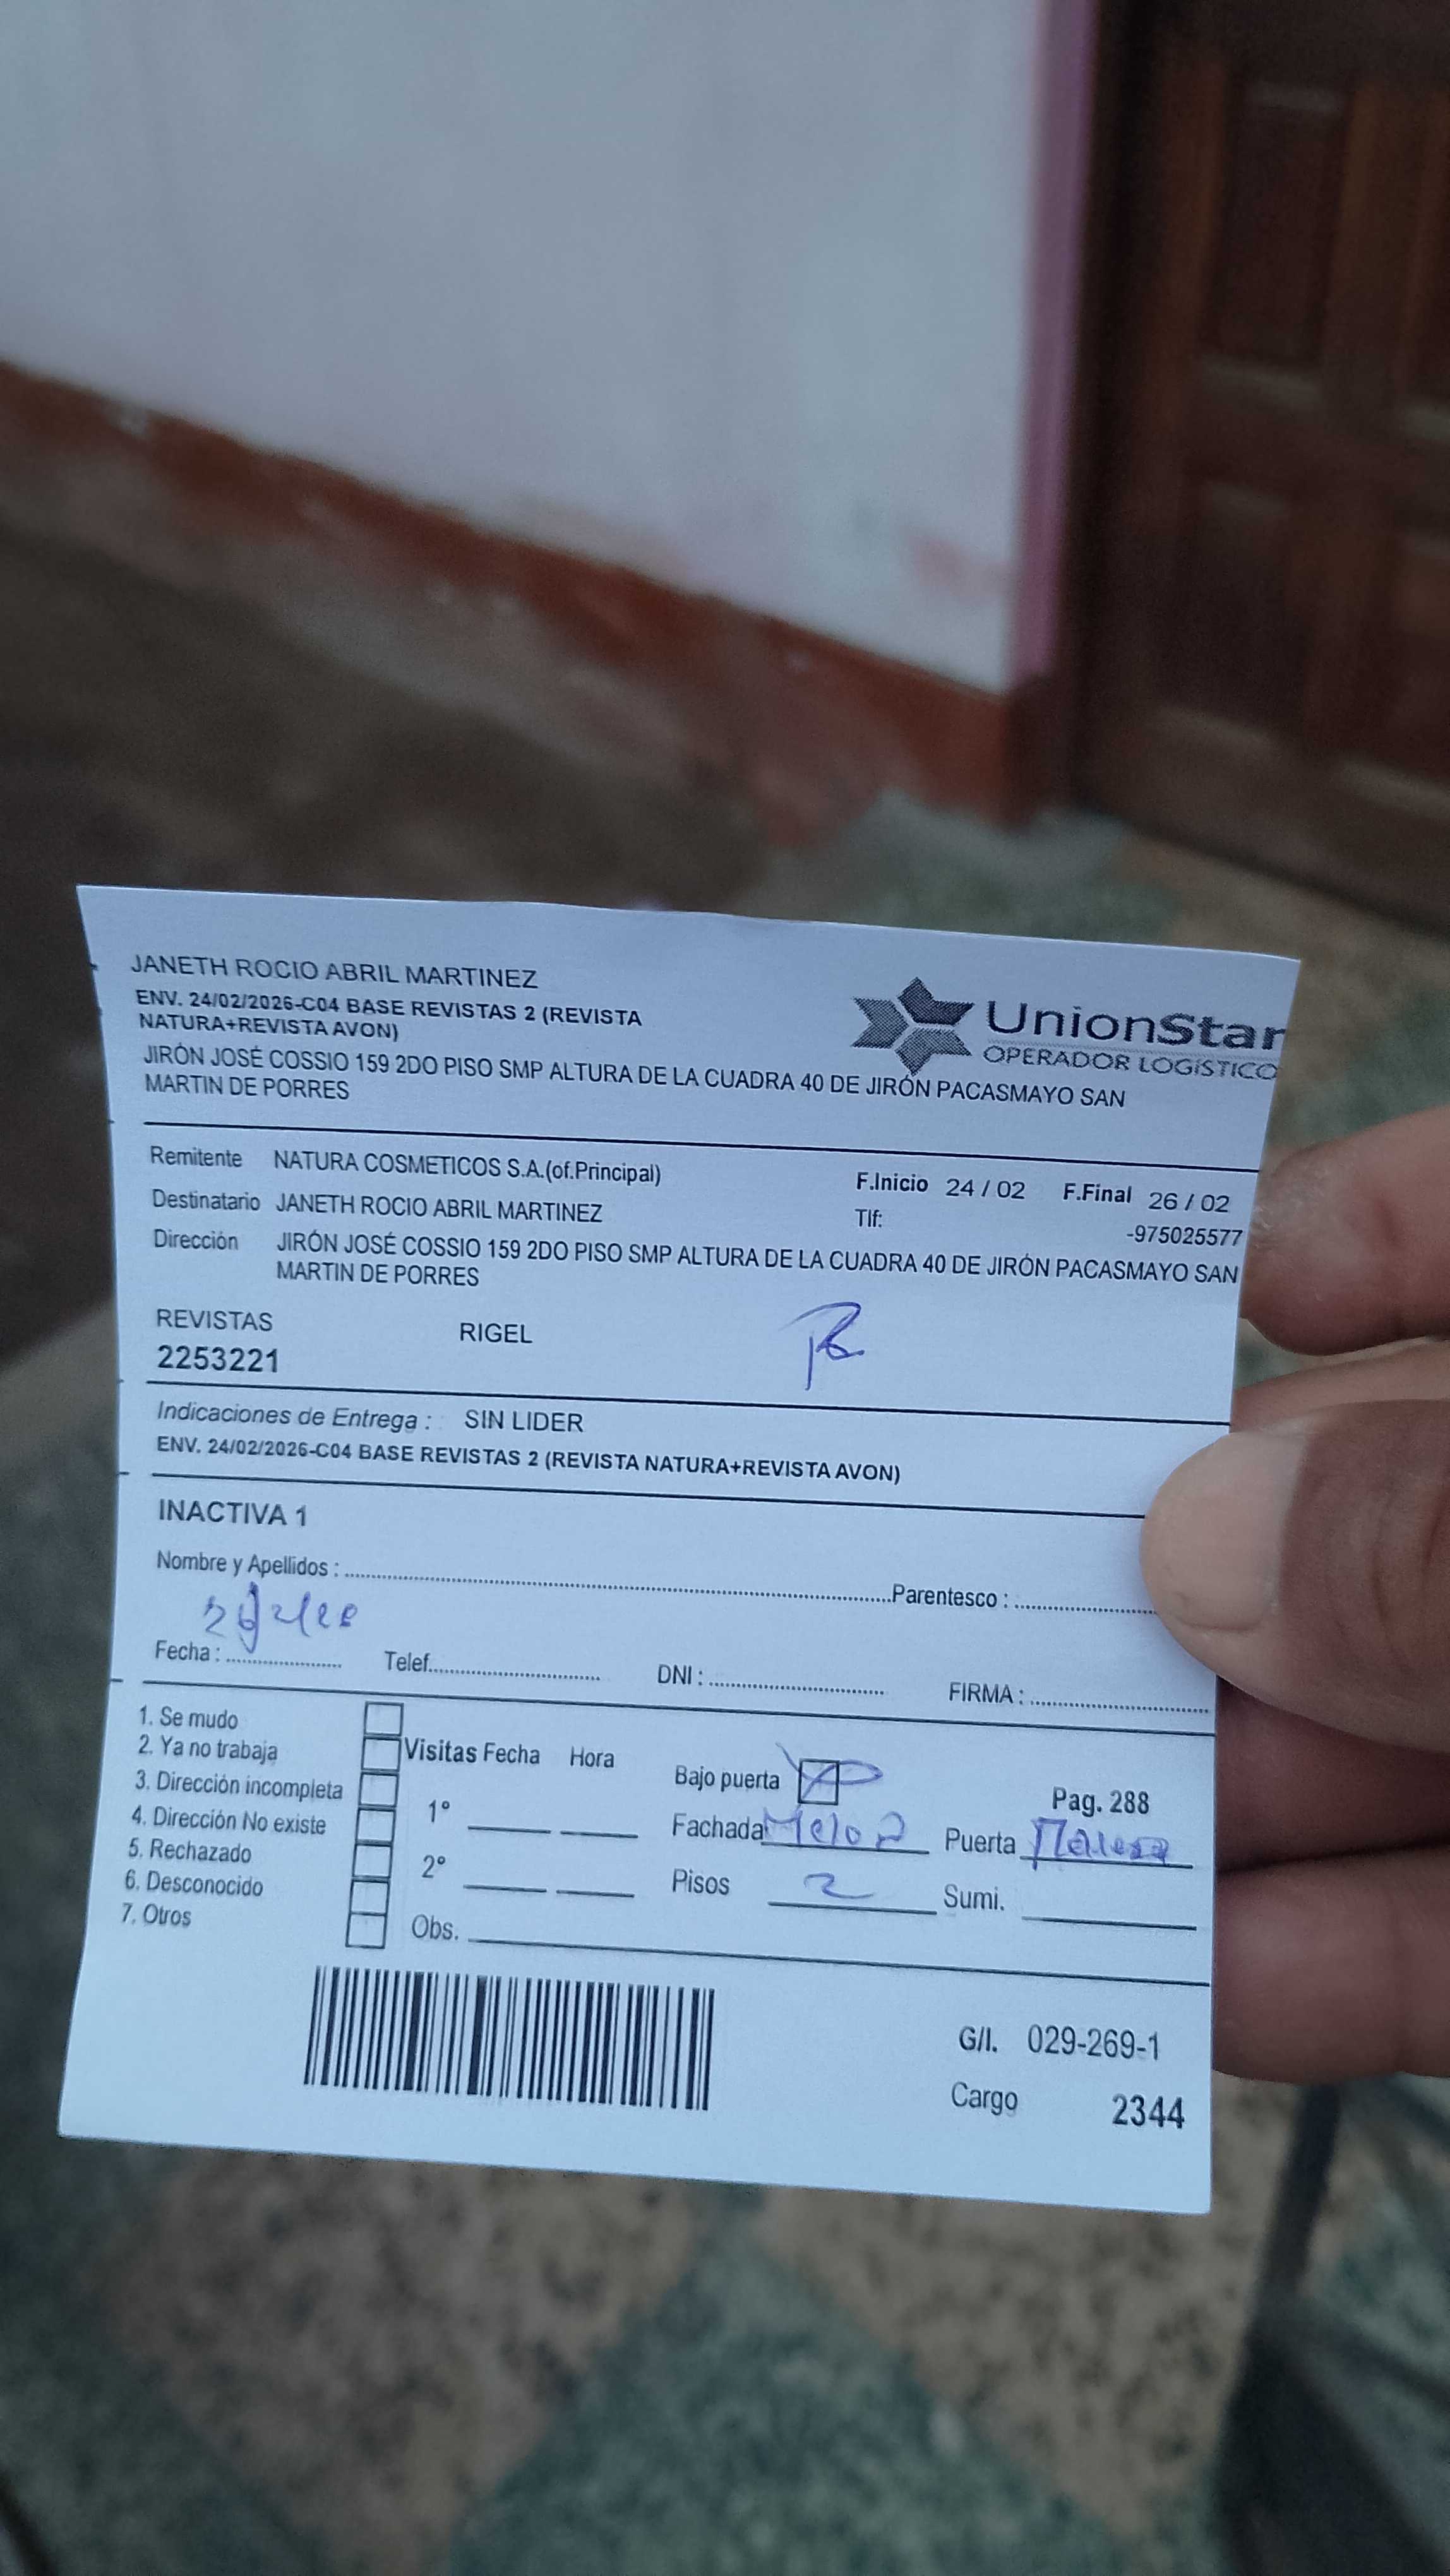 JANETH ROCIO ABRIL MARTINEZ
ENV. 24/02/2026-C04 BASE REVISTAS 2 (REVISTA
NATURA+REVISTA AVON)
UnionStar
OPERADOR LOGÍSTICO
JIRÓN JOSÉ COSSIO 159 2DO PISO SMP ALTURA DE LA CUADRA 40 DE JIRÓN PACASMAYO SAN
MARTIN DE PORRES
Remitente NATURA COSMETICOS S.A.(of.Principal) F.Inicio 24 / 02 F.Final 26 / 02
Destinatario JANETH ROCIO ABRIL MARTINEZ Tlf: -975025577
Dirección JIRÓN JOSÉ COSSIO 159 2DO PISO SMP ALTURA DE LA CUADRA 40 DE JIRÓN PACASMAYO SAN
MARTIN DE PORRES
REVISTAS RIGEL
2253221
Indicaciones de Entrega : SIN LIDER
ENV. 24/02/2026-C04 BASE REVISTAS 2 (REVISTA NATURA+REVISTA AVON)
INACTIVA 1
Nombre y Apellidos : Parentesco :
Fecha : Telef. DNI : FIRMA :
1. Se mudo
2. Ya no trabaja
3. Dirección incompleta
4. Dirección No existe
5. Rechazado
6. Desconocido
7. Otros
Visitas Fecha Hora
1°
2°
Obs.
Bajo puerta Pag. 288
Fachada Melon Puerta
Pisos 2 Sumi.
G/I. 029-269-1
Cargo 2344